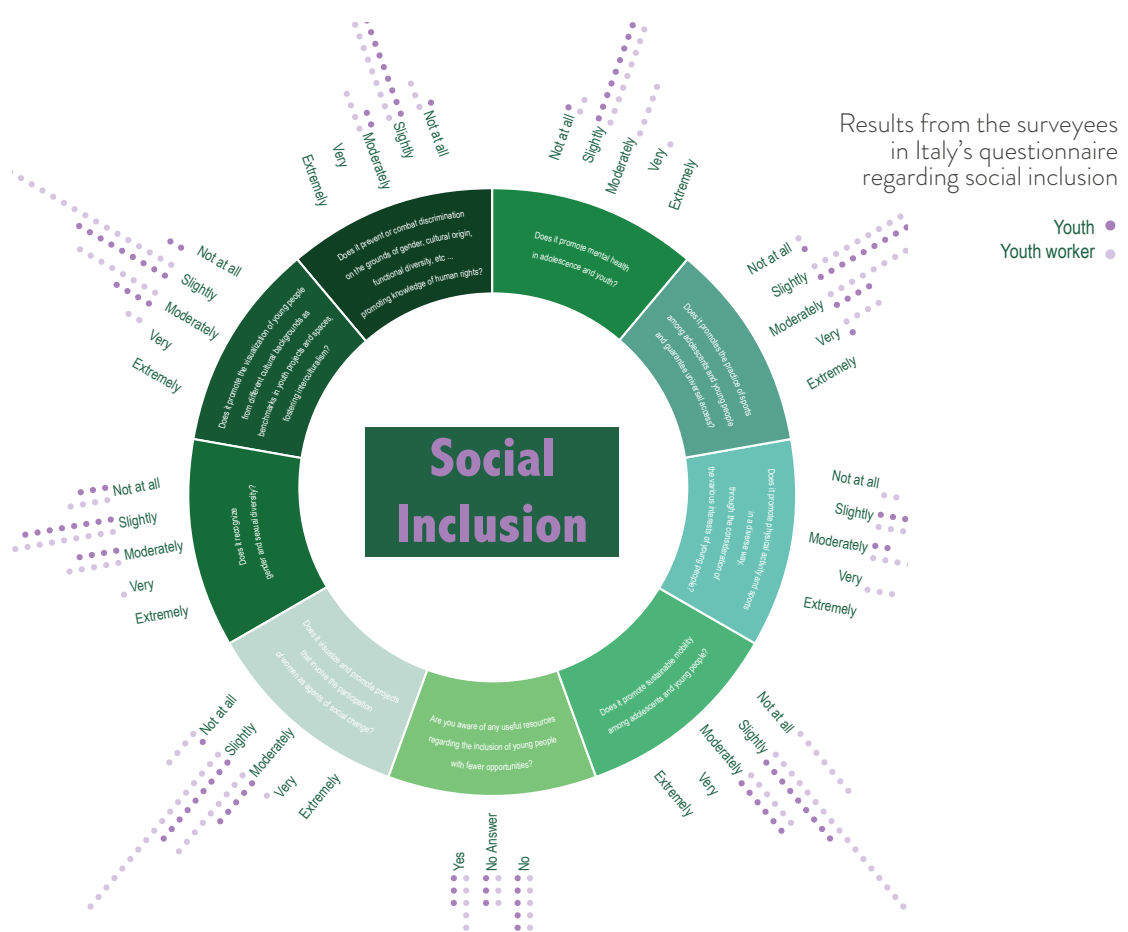 Results from the surveyees
in Italy's questionnaire
regarding social inclusion
Youth
Youth worker
Social
Inclusion
Does it promote mental health
in adolescence and youth?
Not at all
Slightly
Moderately
Very
Extremely
Does it promotes the practice of sports
among adolescents and young people
and guarantee universal access?
Not at all
Slightly
Moderately
Very
Extremely
Does it promote physical activity and sports
in a diverse way,
through the consideration of
the various interests of young people?
Not at all
Slightly
Moderately
Very
Extremely
Does it promote sustainable mobility
among adolescents and young people?
Not at all
Slightly
Moderately
Very
Extremely
Are you aware of any useful resources
regarding the inclusion of young people
with fewer opportunities?
Yes
No Answer
No
Does it visualize and promote projects
that involve the participation
of women as agents of social change?
Not at all
Slightly
Moderately
Very
Extremely
Does it recognize
gender and sexual diversity?
Not at all
Slightly
Moderately
Very
Extremely
Does it promote the visualization of young people
from different cultural backgrounds as
benchmarks in youth projects and spaces,
fostering interculturalism?
Not at all
Slightly
Moderately
Very
Extremely
Does it prevent or combat discrimination
on the grounds of gender, cultural origin,
functional diversity, etc ...
promoting knowledge of human rights?
Not at all
Slightly
Moderately
Very
Extremely